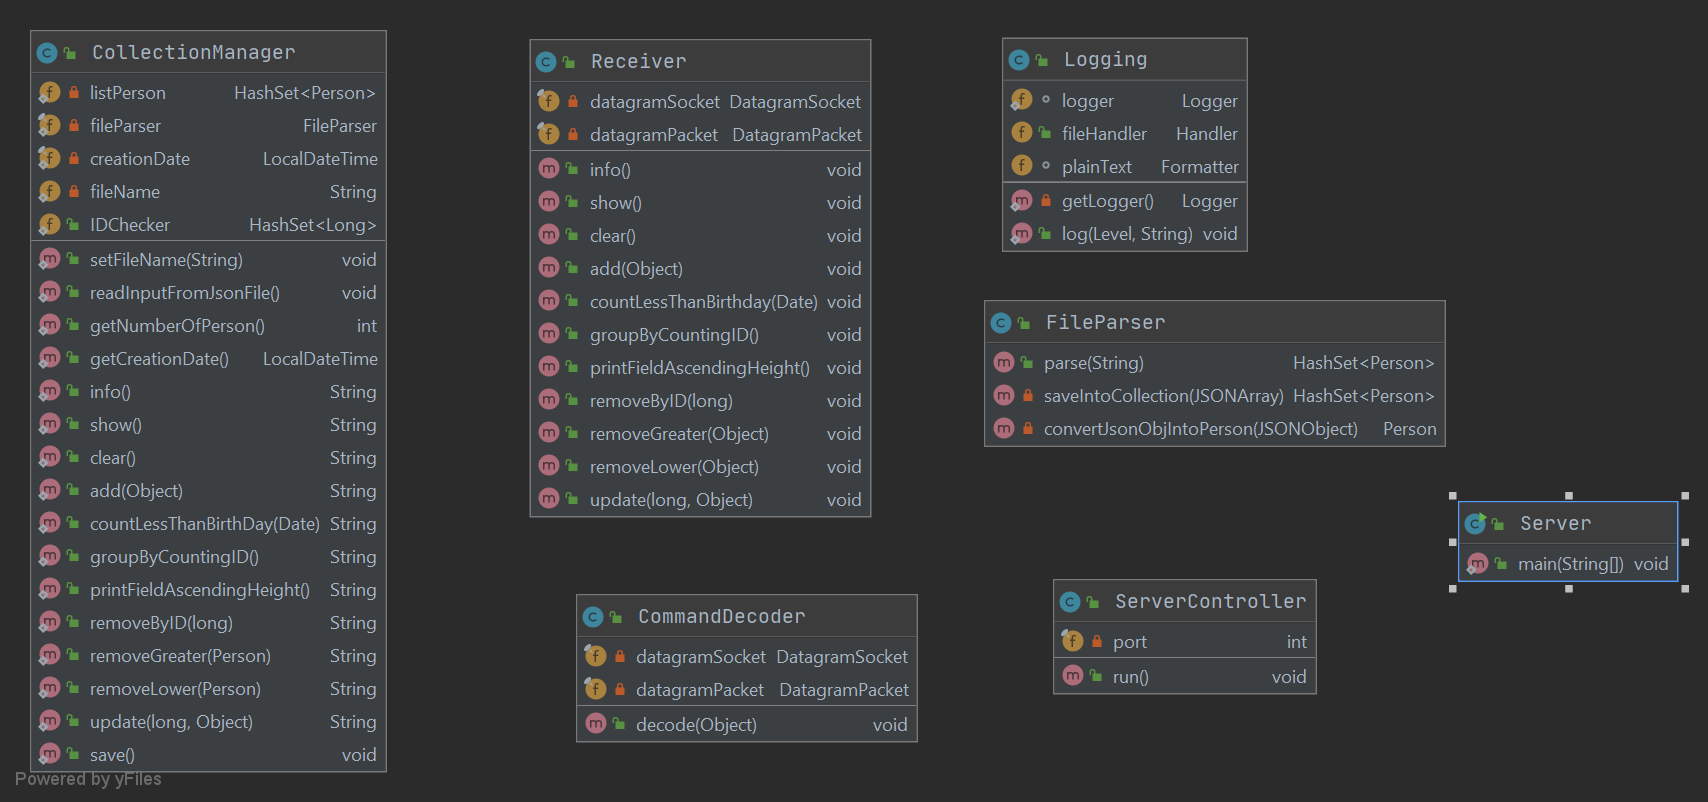 CollectionManager
listPerson HashSet<Person>
fileParser FileParser
creationDate LocalDateTime
fileName String
IDChecker HashSet<Long>
setFileName(String) void
readInputFromJsonFile() void
getNumberOfPerson() int
getCreationDate() LocalDateTime
info() String
show() String
clear() String
add(Object) String
countLessThanBirthDay(Date) String
groupByCountingID() String
printFieldAscendingHeight() String
removeByID(long) String
removeGreater(Person) String
removeLower(Person) String
update(long, Object) String
save() void
Receiver
datagramSocket DatagramSocket
datagramPacket DatagramPacket
info() void
show() void
clear() void
add(Object) void
countLessThanBirthday(Date) void
groupByCountingID() void
printFieldAscendingHeight() void
removeByID(long) void
removeGreater(Object) void
removeLower(Object) void
update(long, Object) void
CommandDecoder
datagramSocket DatagramSocket
datagramPacket DatagramPacket
decode(Object) void
Logging
logger Logger
fileHandler Handler
plainText Formatter
getLogger() Logger
log(Level, String) void
FileParser
parse(String) HashSet<Person>
saveIntoCollection(JSONArray) HashSet<Person>
convertJsonObjIntoPerson(JSONObject) Person
ServerController
port int
run() void
Server
main(String[]) void
Powered by yFiles